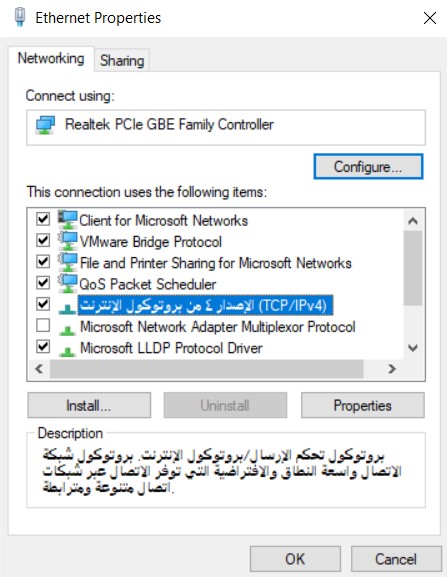 Ethernet Properties
Networking
Sharing
Connect using:
Realtek PCIe GBE Family Controller
Configure...
This connection uses the following items:
Client for Microsoft Networks
VMware Bridge Protocol
File and Printer Sharing for Microsoft Networks
QoS Packet Scheduler
الإصدار ٤ من بروتوكول الإنترنت (TCP/IPv4)
Microsoft Network Adapter Multiplexor Protocol
Microsoft LLDP Protocol Driver
Install...
Uninstall
Properties
Description
بروتوكول تحكم الإرسال/بروتوكول الإنترنت. بروتوكول شبكة
الاتصال واسعة النطاق والافتراضية التي توفر الاتصال عبر شبكات
اتصال متنوعة ومترابطة.
OK
Cancel